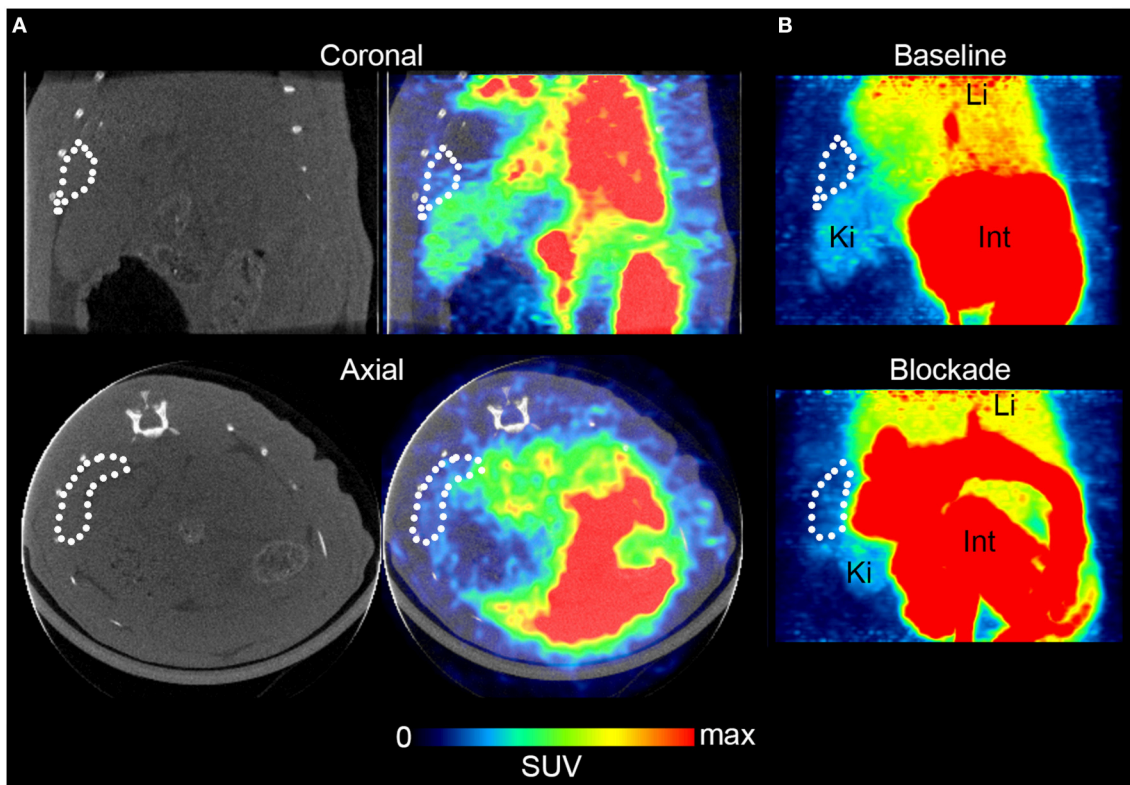 A
B
Coronal
Baseline
Li
Ki
Int
Axial
Blockade
Li
Int
Ki
0
max
SUV